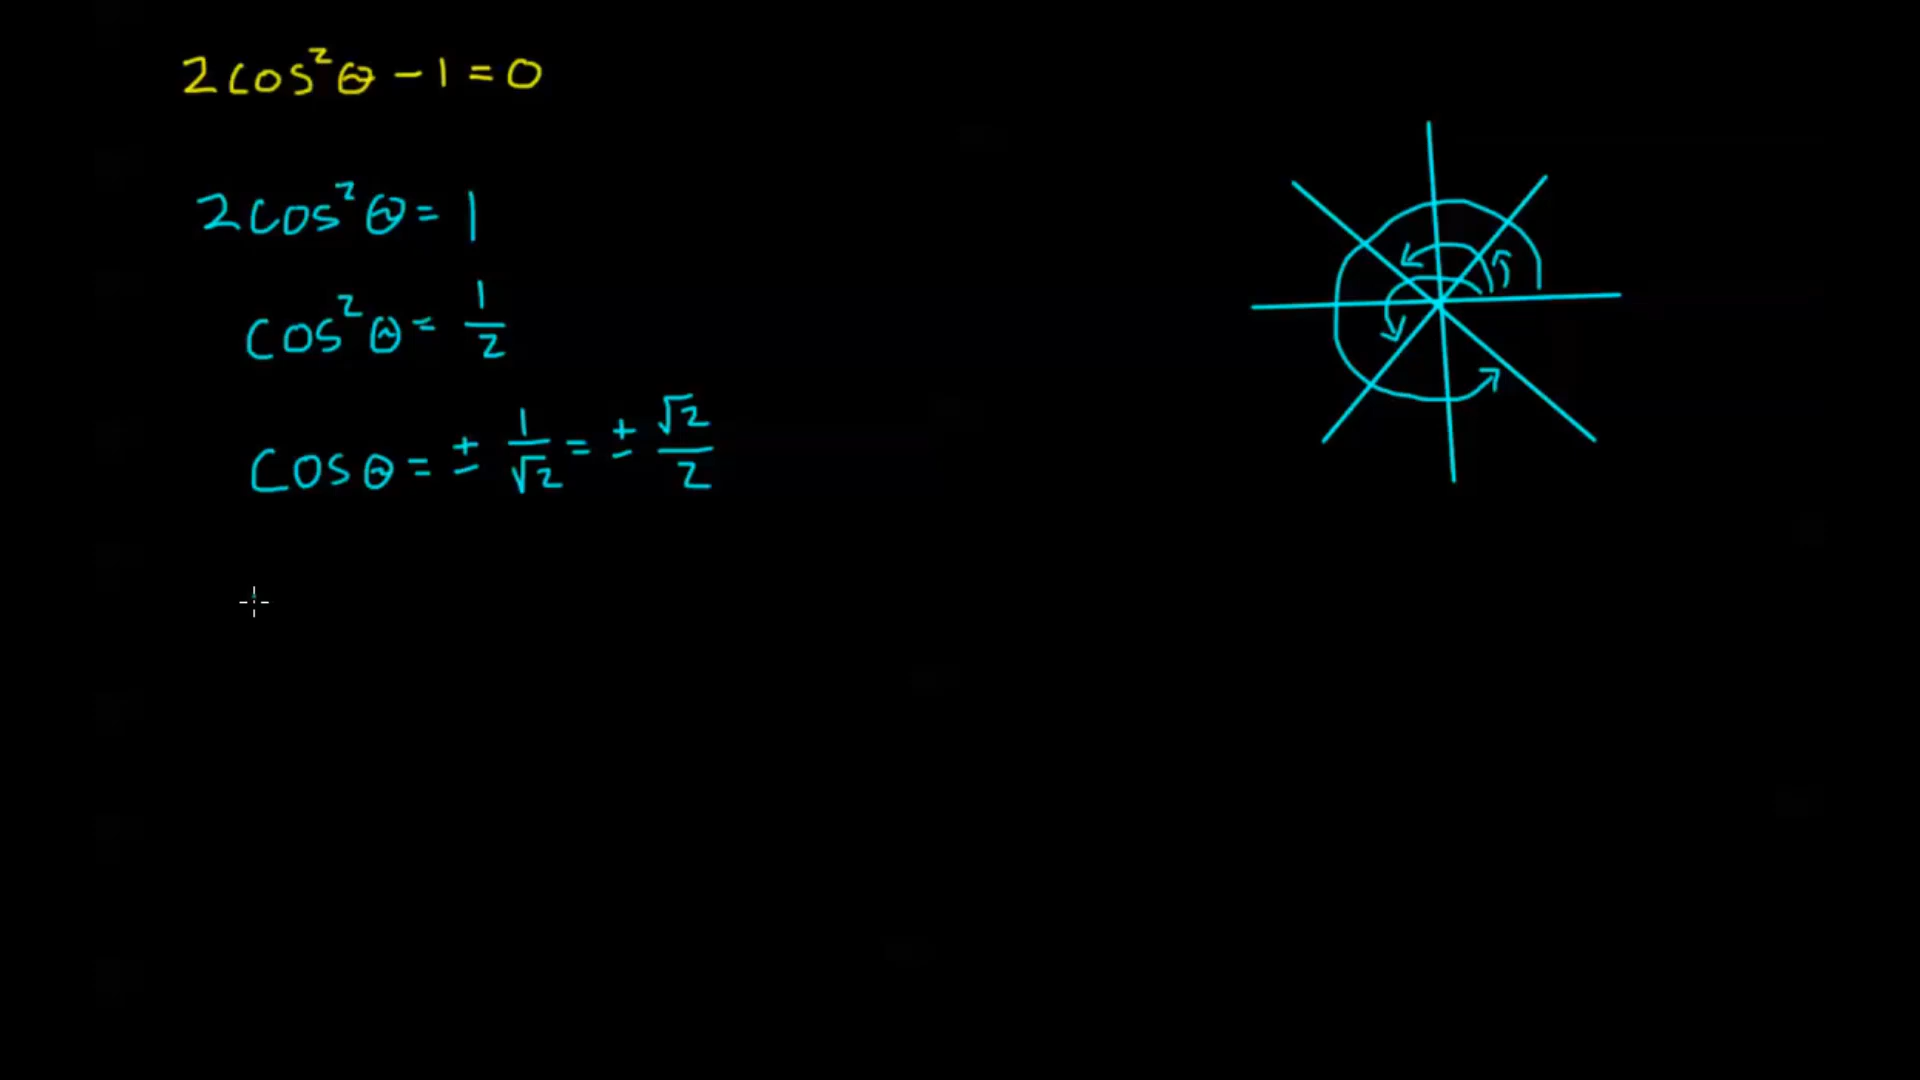 2cos²θ - 1 = 0
2cos²θ = 1
cos²θ = 1/2
cosθ = ± 1/√2 = ± √2/2